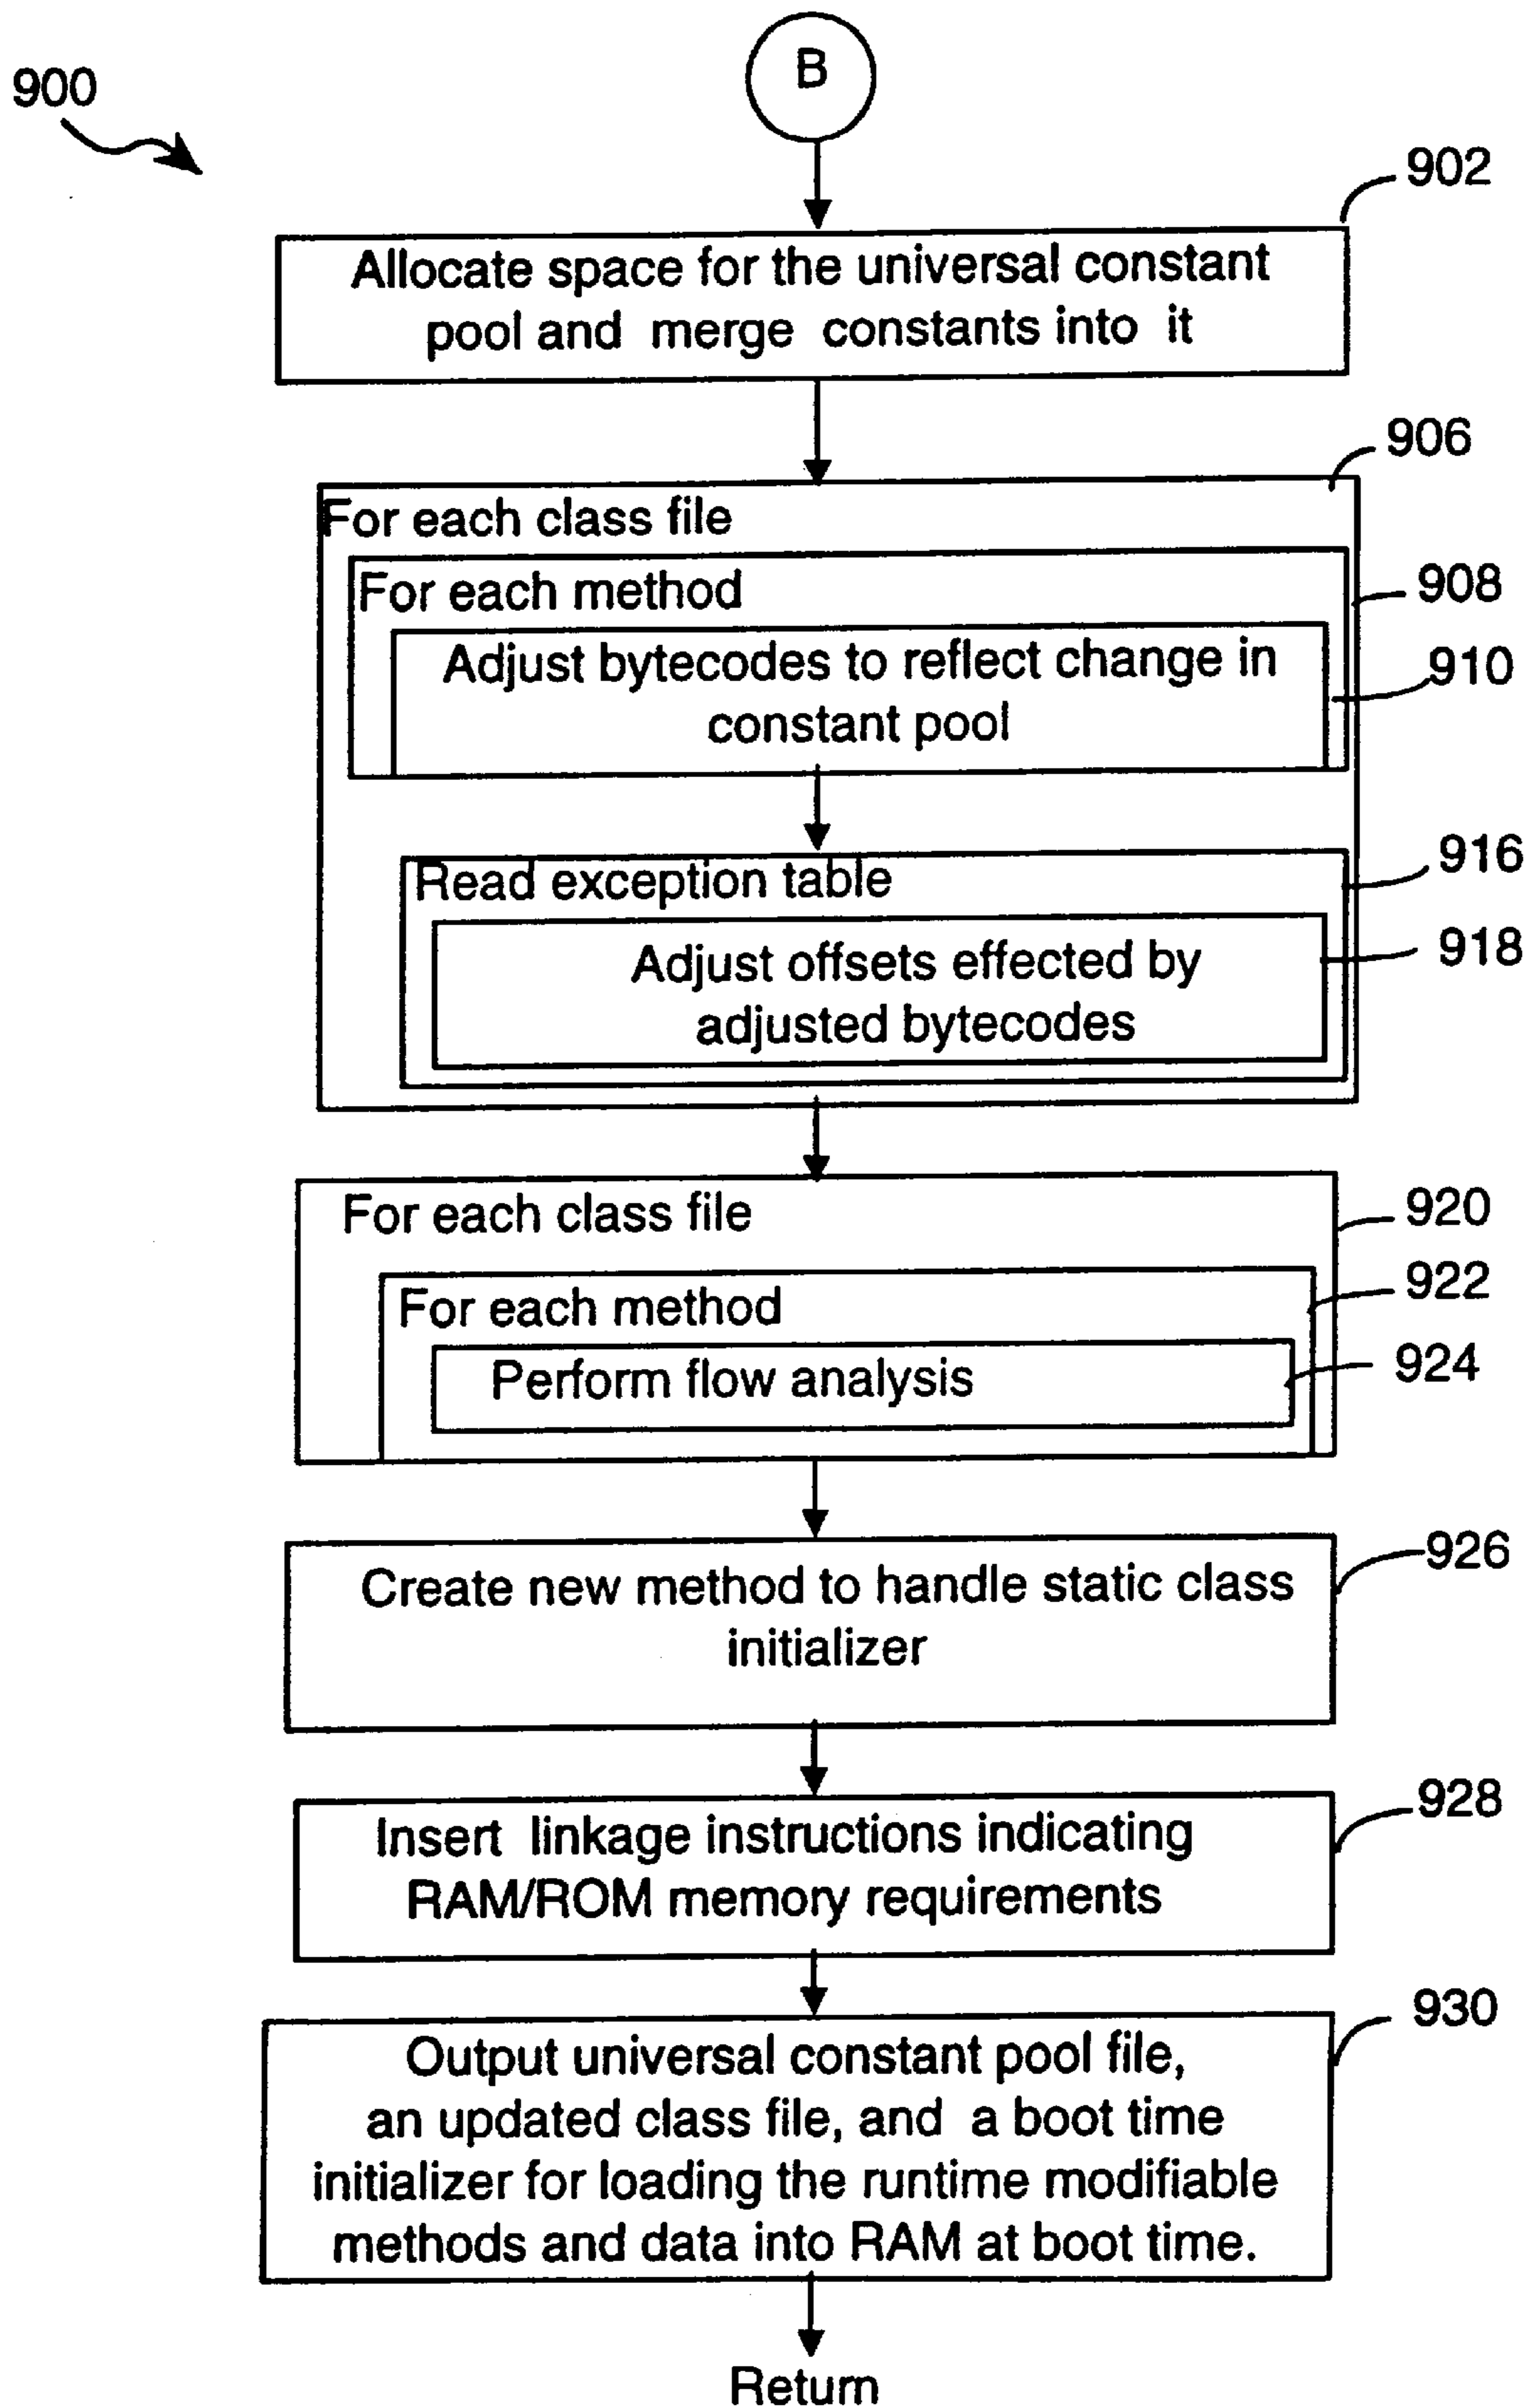 B
900
902
Allocate space for the universal constant
pool and merge constants into it
906
For each class file
For each method
908
Adjust bytecodes to reflect change in
constant pool
910
Read exception table
916
Adjust offsets effected by
adjusted bytecodes
918
For each class file
920
For each method
922
Perform flow analysis
924
Create new method to handle static class
initializer
926
Insert linkage instructions indicating
RAM/ROM memory requirements
928
Output universal constant pool file,
an updated class file, and a boot time
initializer for loading the runtime modifiable
methods and data into RAM at boot time.
930
Return